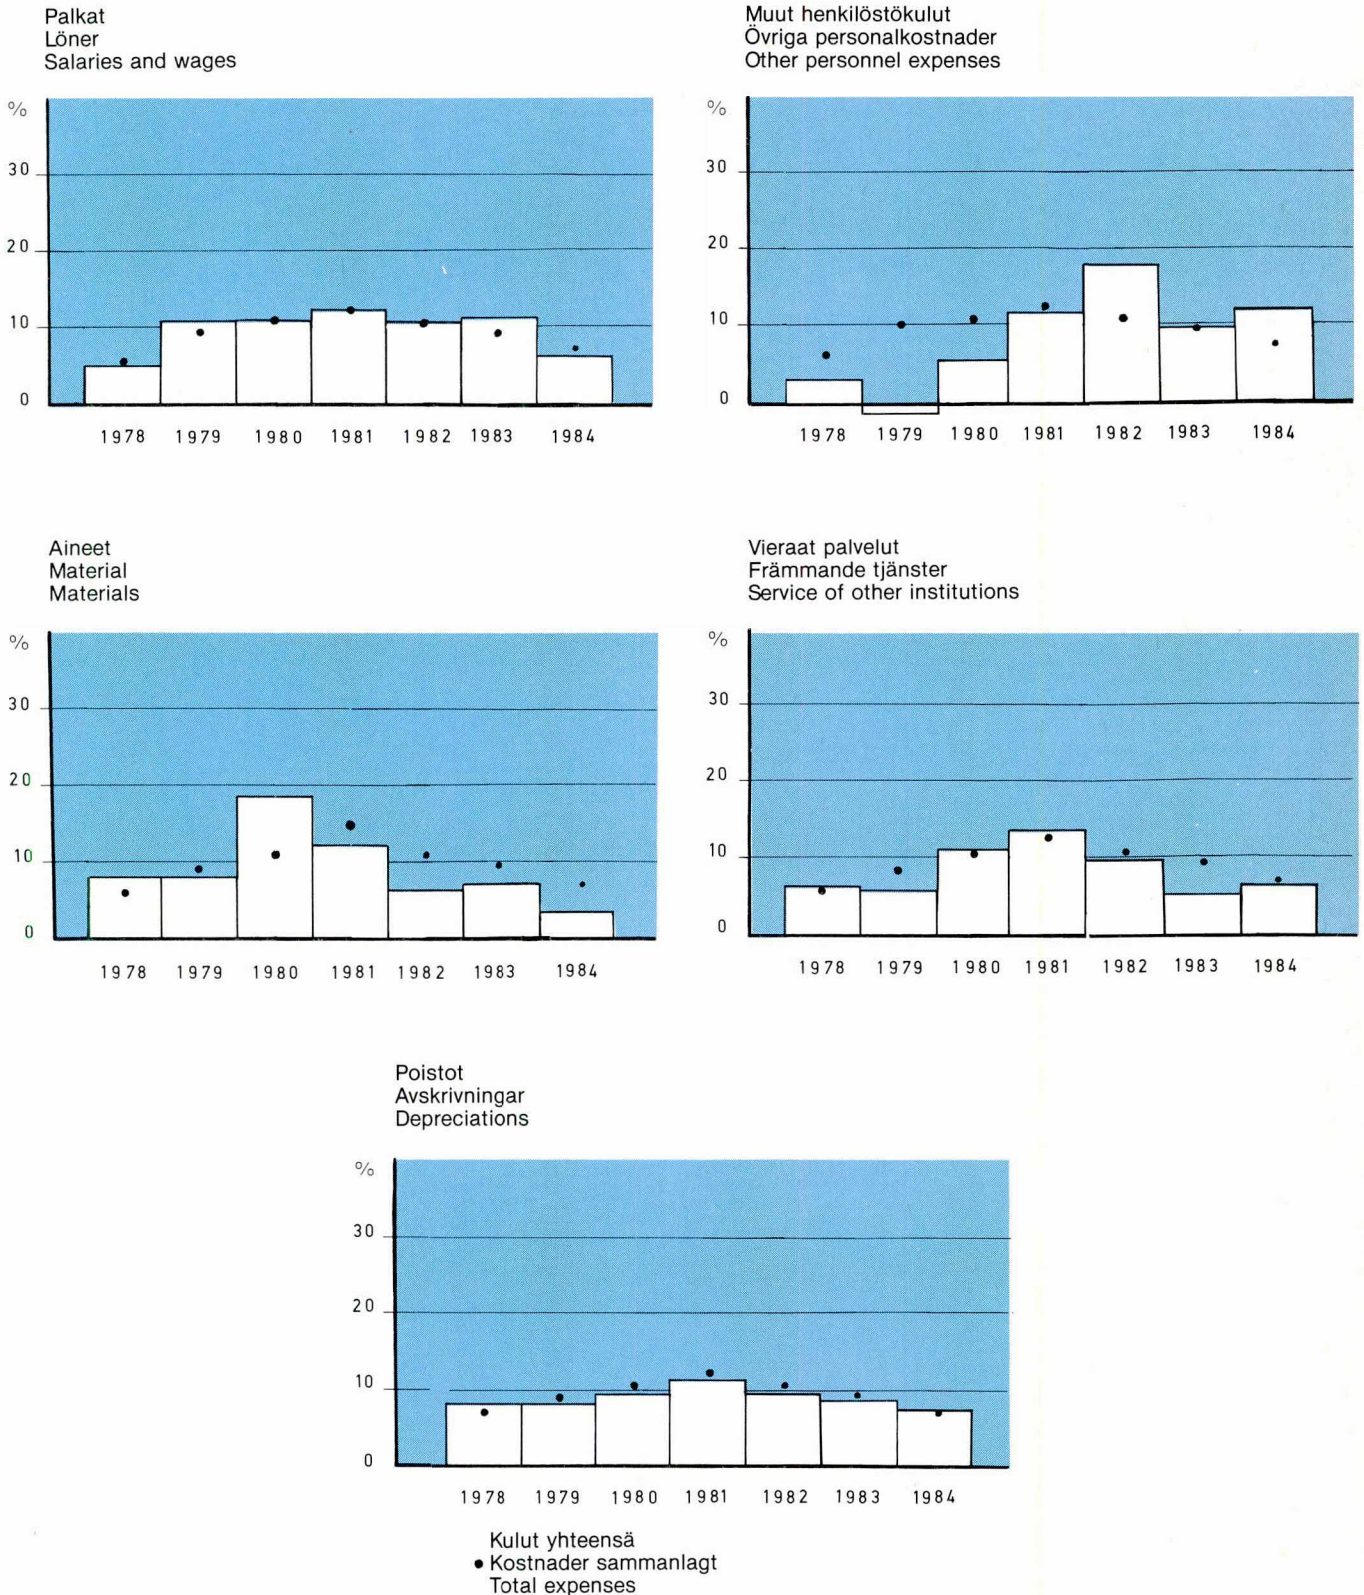 Palkat
Löner
Salaries and wages
%
30
20
10
0
1978 1979 1980 1981 1982 1983 1984
Muut henkilöstökulut
Övriga personalkostnader
Other personnel expenses
%
30
20
10
0
1978 1979 1980 1981 1982 1983 1984
Aineet
Material
Materials
%
30
20
10
0
1978 1979 1980 1981 1982 1983 1984
Vieraat palvelut
Främmande tjänster
Service of other institutions
%
30
20
10
0
1978 1979 1980 1981 1982 1983 1984
Poistot
Avskrivningar
Depreciations
%
30
20
10
0
1978 1979 1980 1981 1982 1983 1984
Kulut yhteensä
• Kostnader sammanlagt
Total expenses